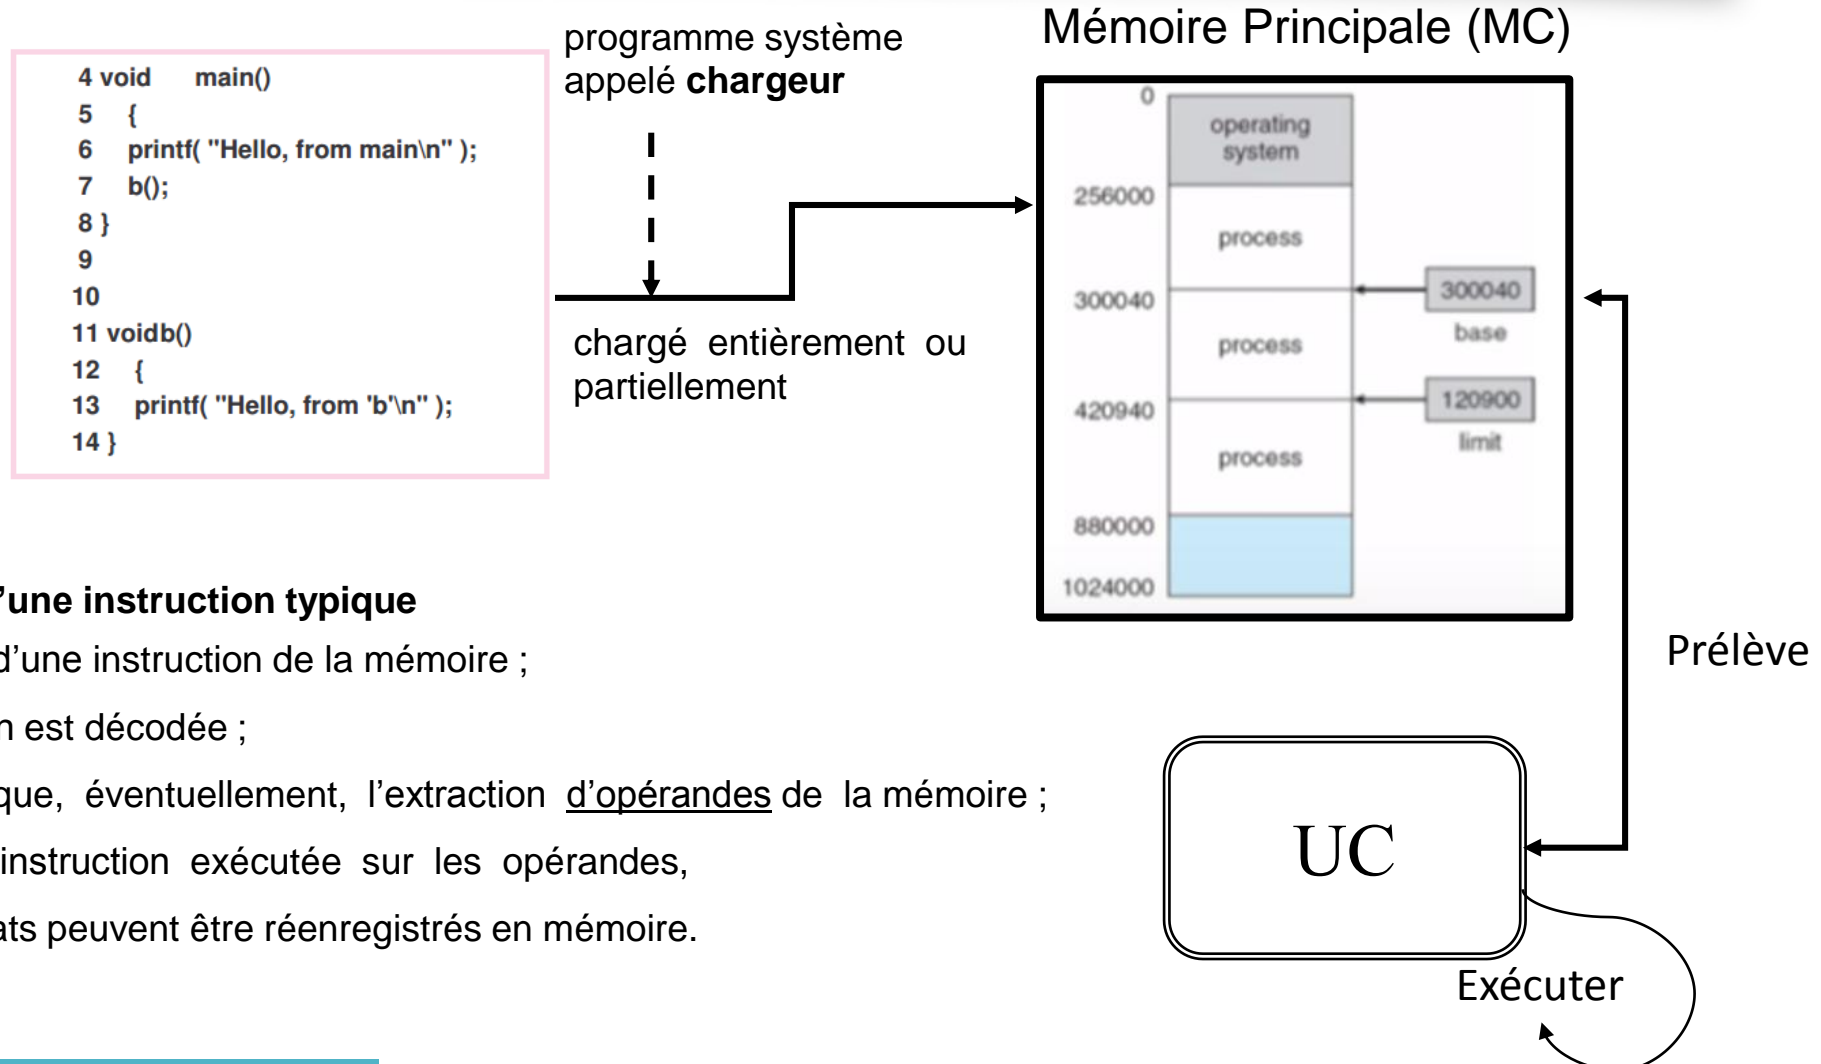 Mémoire Principale (MC)
programme système
appelé chargeur
4 void main()
5 {
6 printf( "Hello, from main\n" );
7 b();
8 }
9
10
11 voidb()
12 {
13 printf( "Hello, from 'b'\n" );
14 }
chargé entièrement ou
partiellement
0
operating
system
256000
process
300040
300040
base
process
420940
120900
limit
process
880000
1024000
Prélève
'une instruction typique
d'une instruction de la mémoire ;
n est décodée ;
que, éventuellement, l'extraction d'opérandes de la mémoire ;
instruction exécutée sur les opérandes,
ats peuvent être réenregistrés en mémoire.
UC
Exécuter